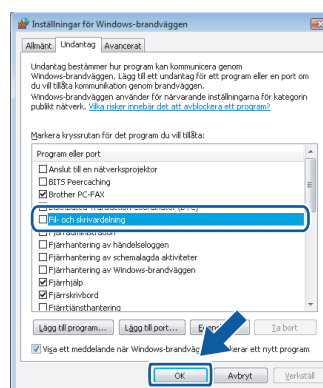 Inställningar för Windows-brandväggen
Allmänt
Undantag
Avancerat
Undantag bestämmer hur program kan kommunicera genom
Windows-brandväggen. Lägg till ett undantag för ett program eller en port om
du vill tillåta kommunikation genom brandväggen.
Windows-brandväggen använder för närvarande inställningarna för kategorin
publikt nätverk. Vilka risker innebär det att avblockera ett program?
Markera kryssrutan för det program du vill tillåta:
Program eller port
Anslut till en nätverksprojektor
BITS Peercaching
Brother PC-FAX
Fil- och skrivardelning
Fjärradministration
Fjärrhantering av händelseloggen
Fjärrhantering av schemalagda aktiviteter
Fjärrhantering av Windows-brandväggen
Fjärrhjälp
Fjärrskrivbord
Fjärrtjänsthantering
Lägg till program...
Lägg till port...
Ta bort
Visa ett meddelande när Windows-brandväg kerar ett nytt program
OK
Avbryt
Verkställ